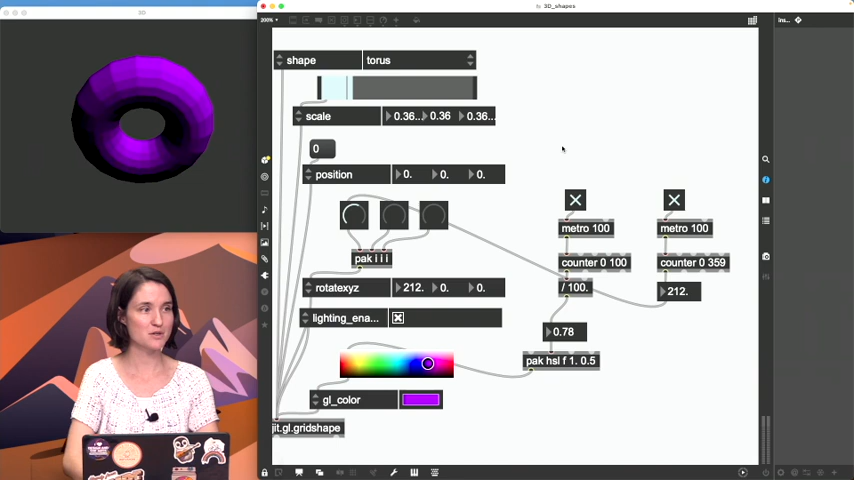 3D
3D_shapes
200%
Ins...
shape
torus
scale
0.36...
0.36
0.36...
0
position
0.
0.
0.
metro 100
metro 100
pak i i i
counter 0 100
counter 0 359
rotatexyz
212.
0.
0.
/ 100.
212.
lighting_ena...
0.78
pak hsl f 1. 0.5
gl_color
jit.gl.gridshape